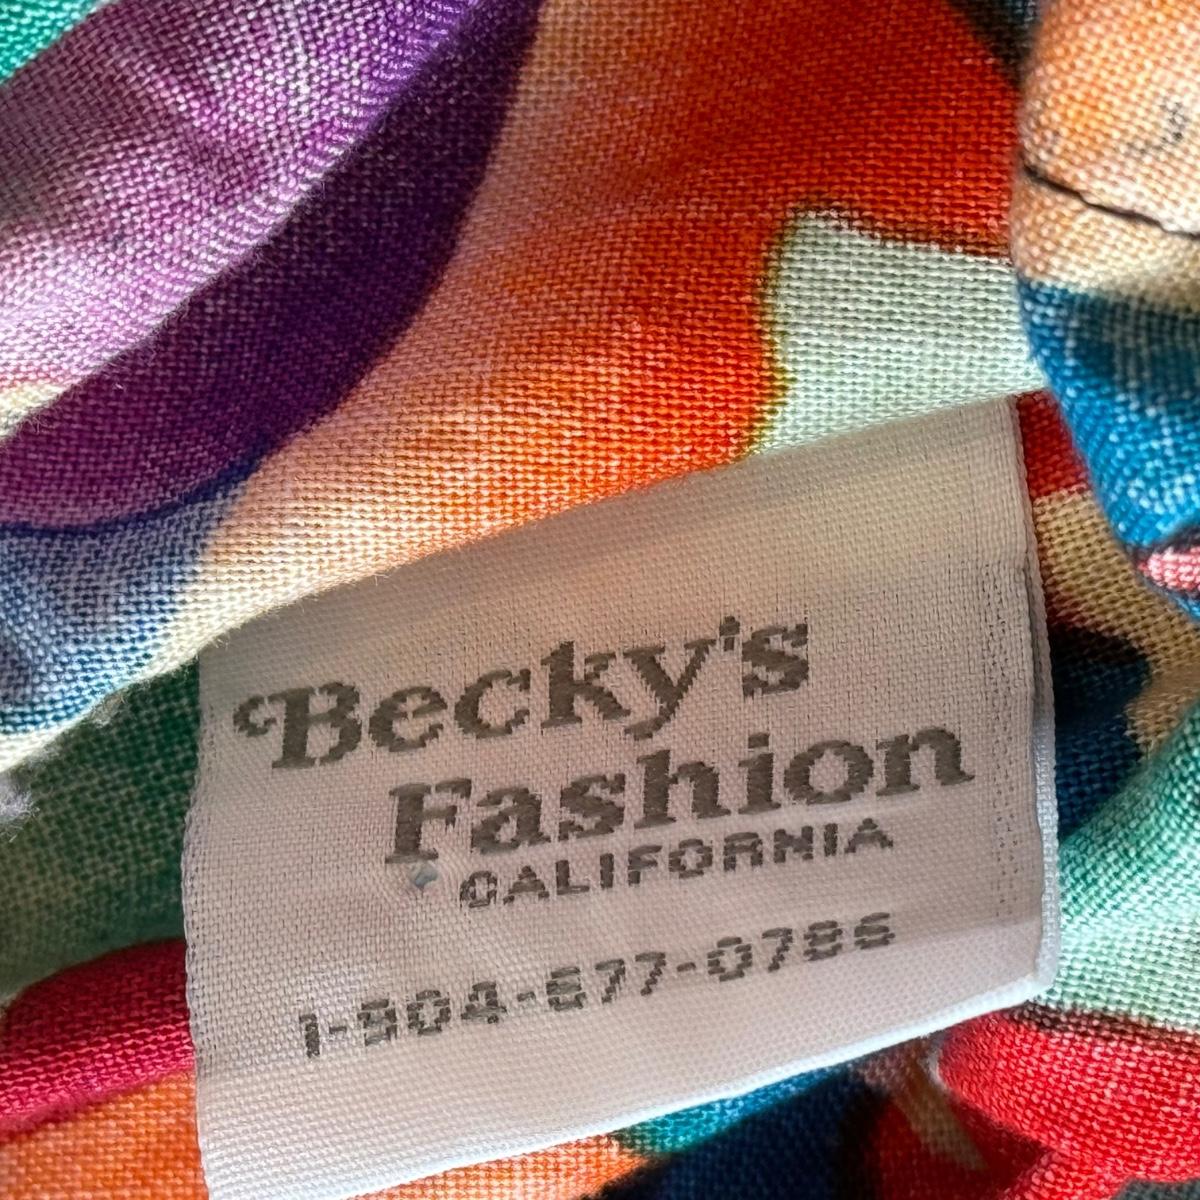 Becky's
Fashion
CALIFORNIA
1-904-677-0786